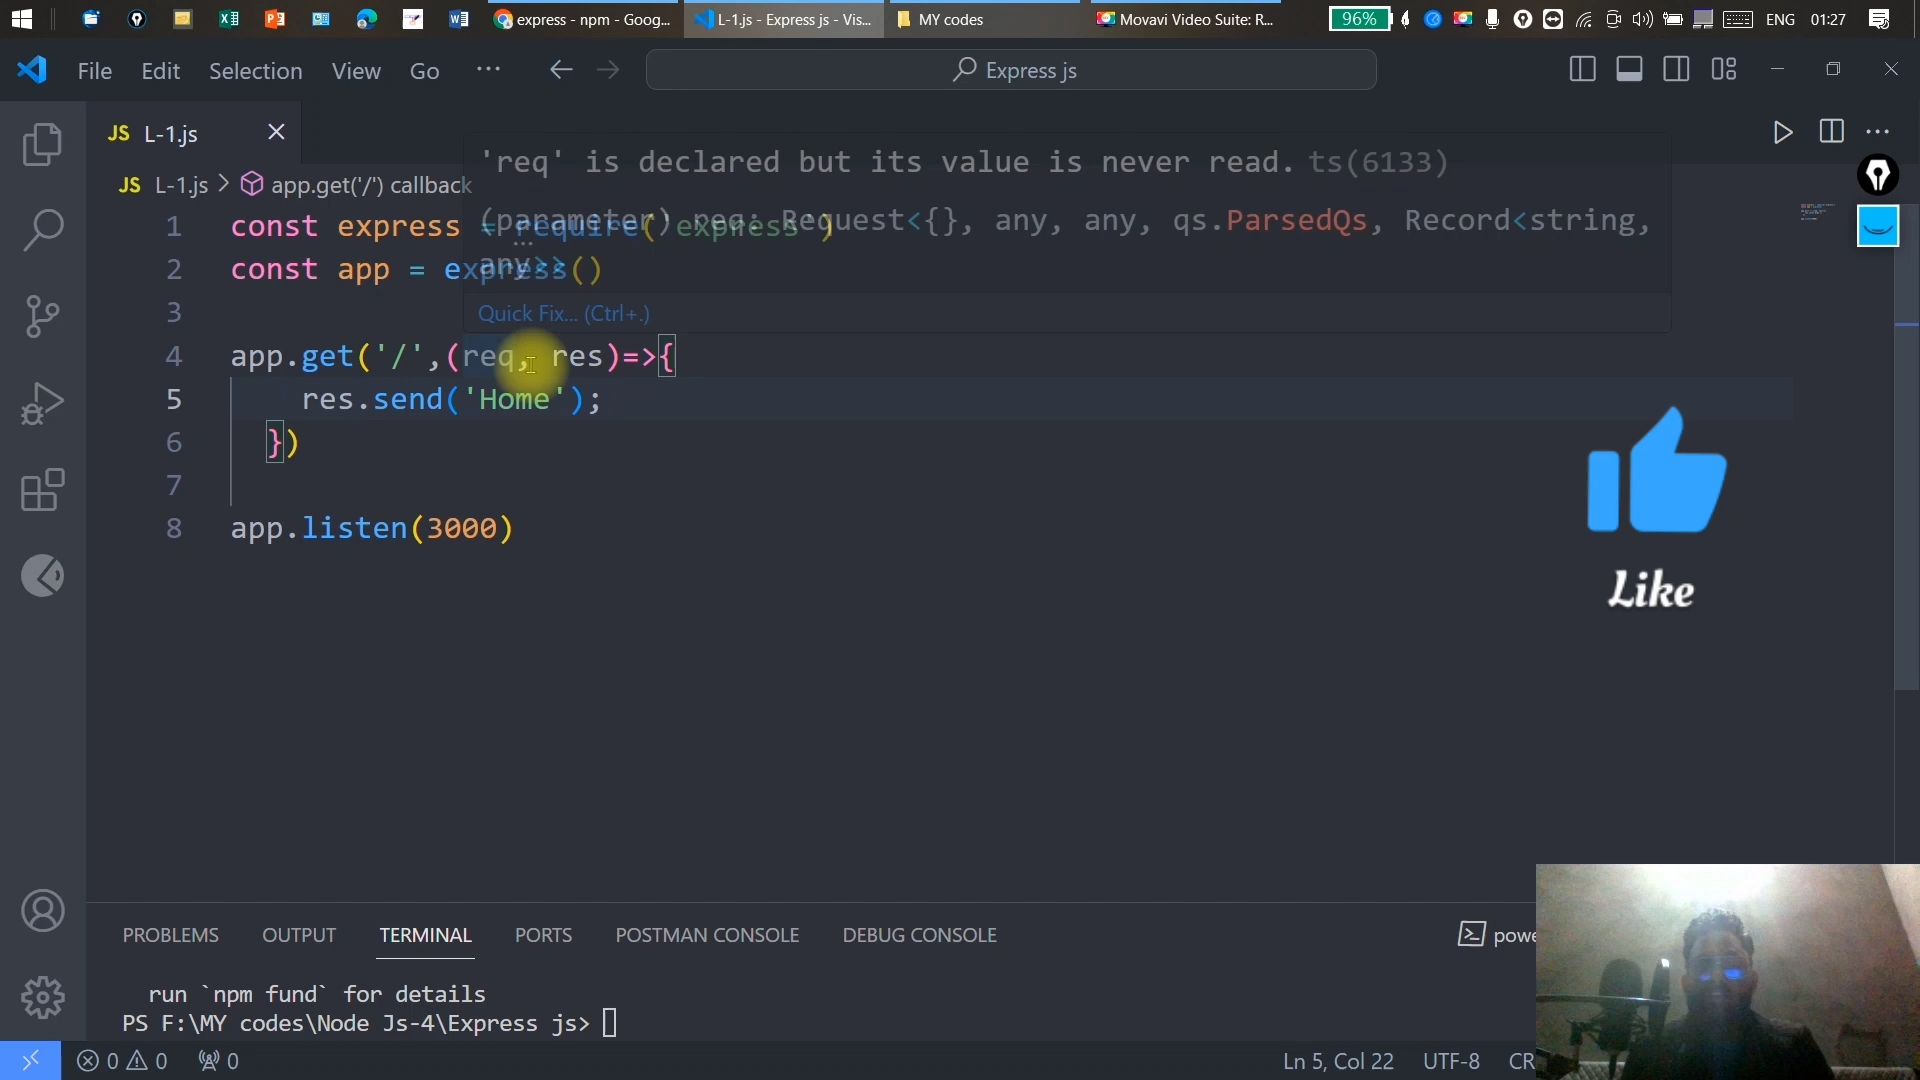 express - npm - Goog...
L-1.js - Express js - Vis...
MY codes
Movavi Video Suite: R...
96%
ENG
01:27
File Edit Selection View Go ···
Express js
JS L-1.js
JS L-1.js > app.get('/') callback
'req' is declared but its value is never read. ts(6133)
(parameter) req: Request<{}, any, any, qs.ParsedQs, Record<string,
any>>
Quick Fix... (Ctrl+.)
1 const express = require('express')
2 const app = express()
3
4 app.get('/',(req, res)=>{
5 res.send('Home');
6 })
7
8 app.listen(3000)
Like
PROBLEMS OUTPUT TERMINAL PORTS POSTMAN CONSOLE DEBUG CONSOLE
powe
run `npm fund` for details
PS F:\MY codes\Node Js-4\Express js>
0 0 0
Ln 5, Col 22 UTF-8 CR